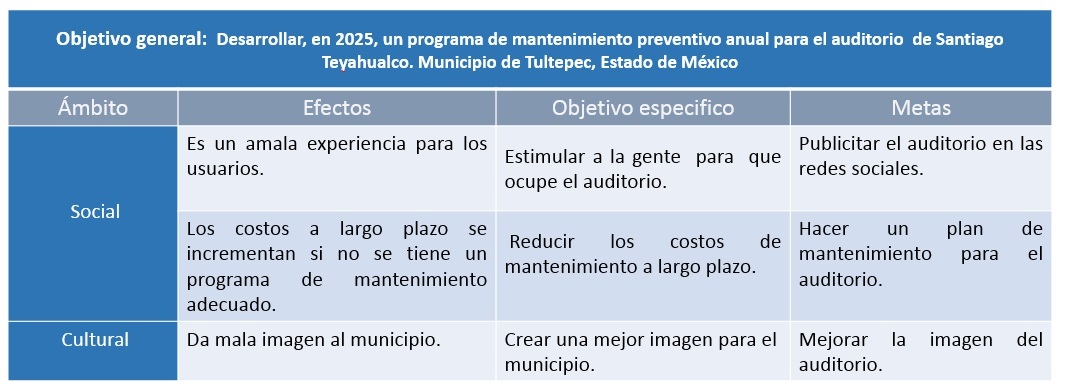 Objetivo general: Desarrollar, en 2025, un programa de mantenimiento preventivo anual para el auditorio de Santiago
Teyahualco. Municipio de Tultepec, Estado de México
Ámbito
Efectos
Objetivo especifico
Metas
Social
Es un amala experiencia para los
usuarios.
Estimular a la gente para que
ocupe el auditorio.
Publicitar el auditorio en las
redes sociales.
Los costos a largo plazo se
incrementan si no se tiene un
programa de mantenimiento
adecuado.
Reducir los costos de
mantenimiento a largo plazo.
Hacer un plan de
mantenimiento para el
auditorio.
Cultural
Da mala imagen al municipio.
Crear una mejor imagen para el
municipio.
Mejorar la imagen del
auditorio.